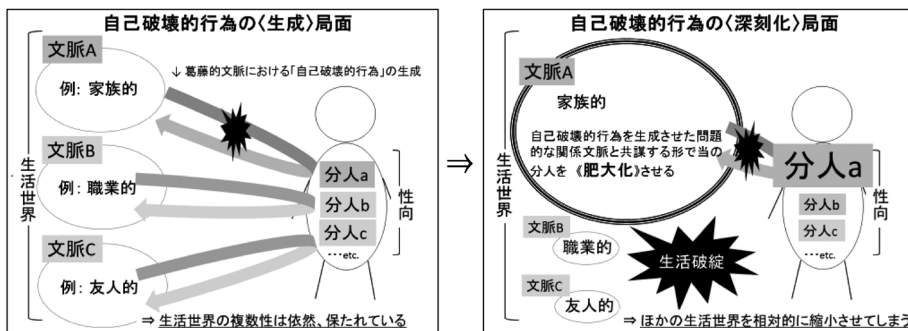 自己破壊的行為の〈生成〉局面
文脈A
例: 家族的
↓ 葛藤的文脈における「自己破壊的行為」の生成
文脈B
例: 職業的
文脈C
例: 友人的
生活世界
分人a
分人b
分人c
…etc.
性向
⇒ 生活世界の複数性は依然、保たれている
⇒
自己破壊的行為の〈深刻化〉局面
文脈A
家族的
自己破壊的行為を生成させた問題
的な関係文脈と共謀する形で当の
分人を 《肥大化》させる
文脈B
職業的
文脈C
友人的
生活世界
生活破綻
分人a
分人b
分人c
…etc.
性向
⇒ ほかの生活世界を相対的に縮小させてしまう